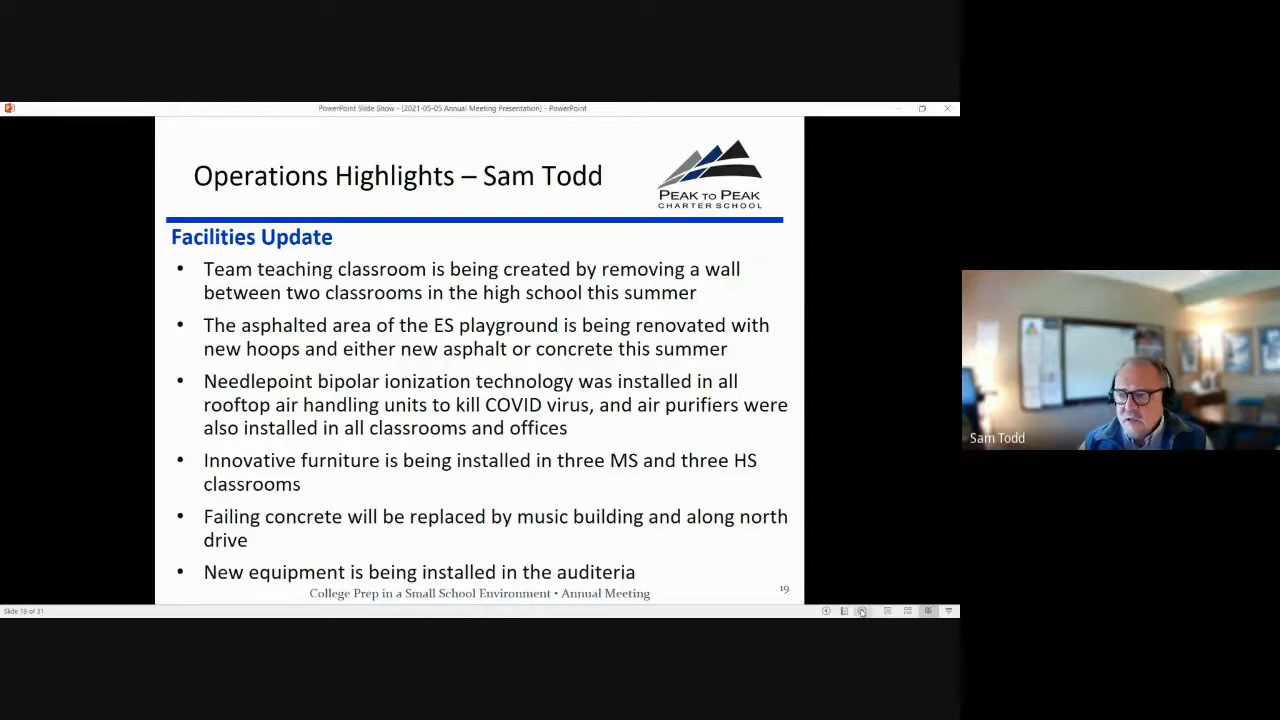 PowerPoint Slide Show - [2021-05-05 Annual Meeting Presentation] - PowerPoint
Operations Highlights – Sam Todd
PEAK TO PEAK
CHARTER SCHOOL
Facilities Update
• Team teaching classroom is being created by removing a wall
between two classrooms in the high school this summer
• The asphalted area of the ES playground is being renovated with
new hoops and either new asphalt or concrete this summer
• Needlepoint bipolar ionization technology was installed in all
rooftop air handling units to kill COVID virus, and air purifiers were
also installed in all classrooms and offices
• Innovative furniture is being installed in three MS and three HS
classrooms
• Failing concrete will be replaced by music building and along north
drive
• New equipment is being installed in the auditeria
College Prep in a Small School Environment • Annual Meeting
19
Slide 19 of 31
Sam Todd